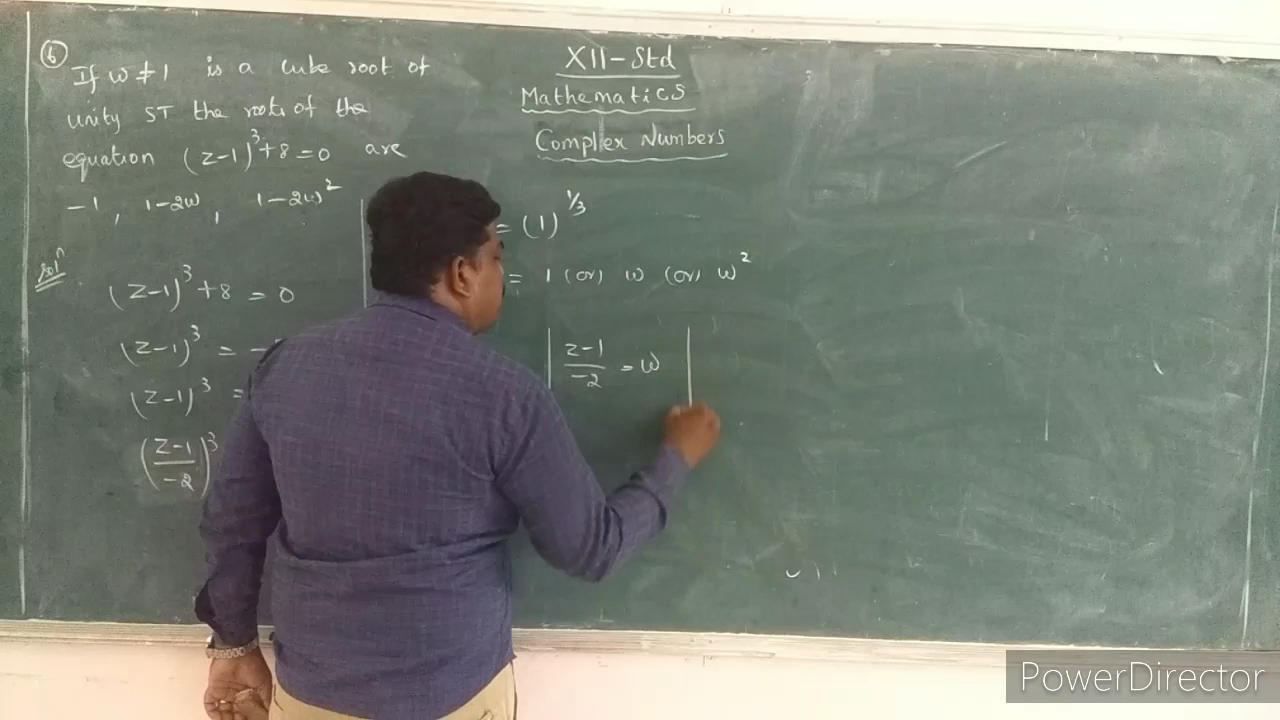 XII-Std
Mathematics
Complex Numbers
6
If ω ≠ 1 is a cube root of
unity ST the roots of the
equation (z-1)³+8=0 are
-1, 1-2ω, 1-2ω²
Solⁿ
(z-1)³+8 = 0
(z-1)³ = -
(z-1)³ =
((z-1)/-2)³
= (1)^1/3
= 1 (or) ω (or) ω²
(z-1)/-2 = ω
PowerDirector